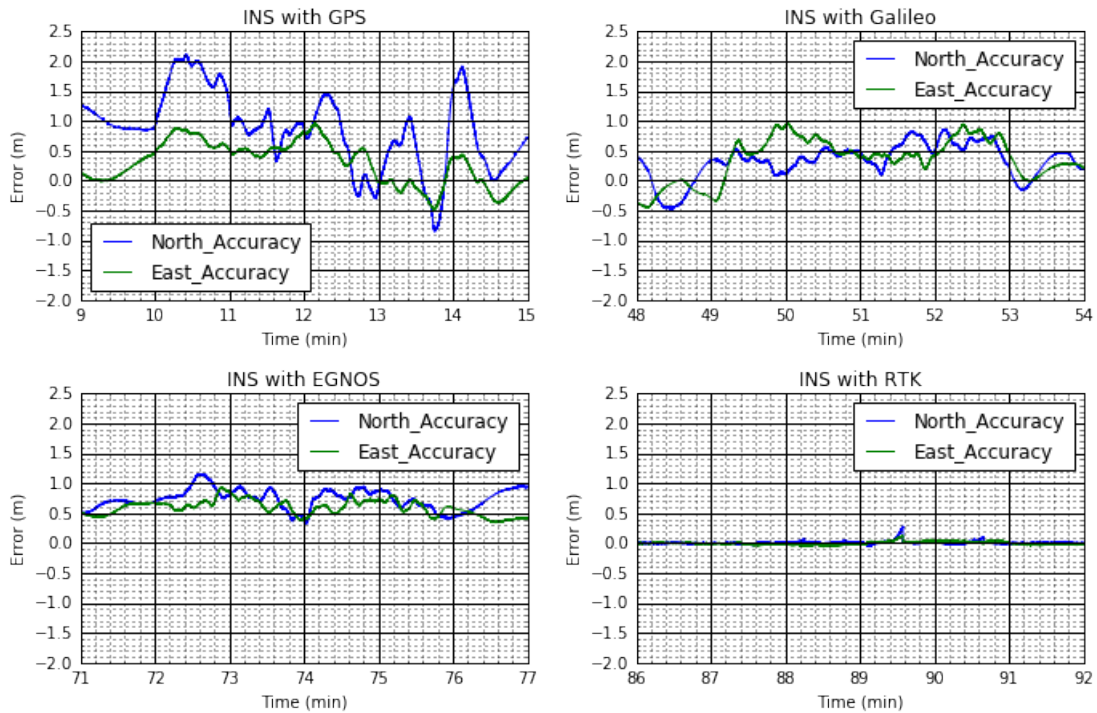 INS with GPS
2.5
2.0
1.5
1.0
0.5
0.0
−0.5
−1.0
−1.5
−2.0
Error (m)
North_Accuracy
East_Accuracy
9 10 11 12 13 14 15
Time (min)
INS with Galileo
2.5
2.0
1.5
1.0
0.5
0.0
−0.5
−1.0
−1.5
−2.0
Error (m)
North_Accuracy
East_Accuracy
48 49 50 51 52 53 54
Time (min)
INS with EGNOS
2.5
2.0
1.5
1.0
0.5
0.0
−0.5
−1.0
−1.5
−2.0
Error (m)
North_Accuracy
East_Accuracy
71 72 73 74 75 76 77
Time (min)
INS with RTK
2.5
2.0
1.5
1.0
0.5
0.0
−0.5
−1.0
−1.5
−2.0
Error (m)
North_Accuracy
East_Accuracy
86 87 88 89 90 91 92
Time (min)